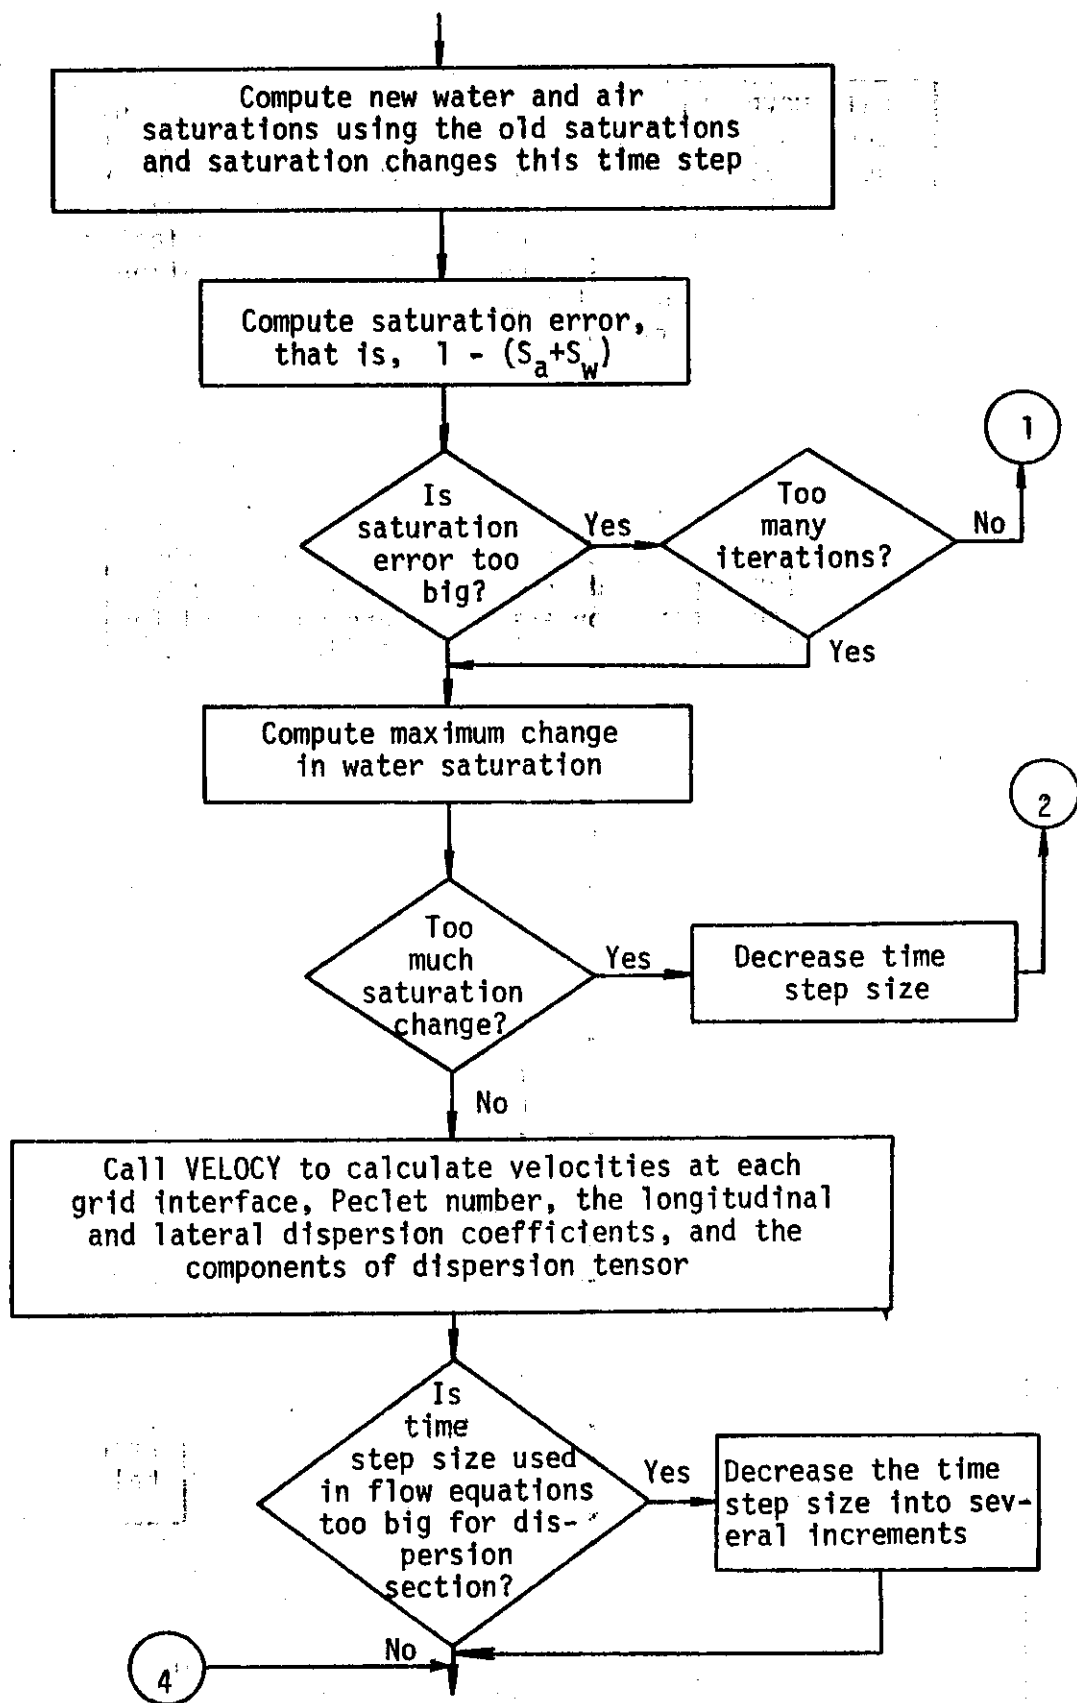 Compute new water and air
saturations using the old saturations
and saturation changes this time step
Compute saturation error,
that is, 1 - (S_a+S_w)
1
Is
saturation
error too
big?
Yes
Too
many
iterations?
No
Yes
Compute maximum change
in water saturation
2
Too
much
saturation
change?
Yes
Decrease time
step size
No
Call VELOCY to calculate velocities at each
grid interface, Peclet number, the longitudinal
and lateral dispersion coefficients, and the
components of dispersion tensor
Is
time
step size used
in flow equations
too big for dis-
persion
section?
Yes
Decrease the time
step size into sev-
eral increments
No
4